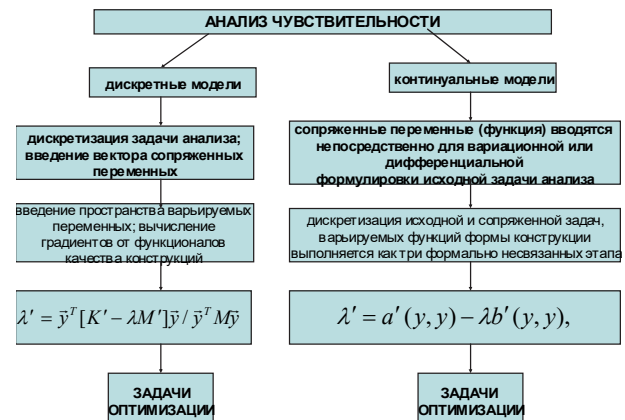 АНАЛИЗ ЧУВСТВИТЕЛЬНОСТИ
дискретные модели
дискретизация задачи анализа;
введение вектора сопряженных
переменных
введение пространства варьируемых
переменных; вычисление
градиентов от функционалов
качества конструкций
λ′ = y⃗ᵀ[K′ − λM′]y⃗ / y⃗ᵀMy⃗
ЗАДАЧИ
ОПТИМИЗАЦИИ
континуальные модели
сопряженные переменные (функция) вводятся
непосредственно для вариационной или
дифференциальной
формулировки исходной задачи анализа
дискретизация исходной и сопряженной задач,
варьируемых функций формы конструкции
выполняется как три формально несвязанных этапа
λ′ = a′(y, y) − λb′(y, y),
ЗАДАЧИ
ОПТИМИЗАЦИИ